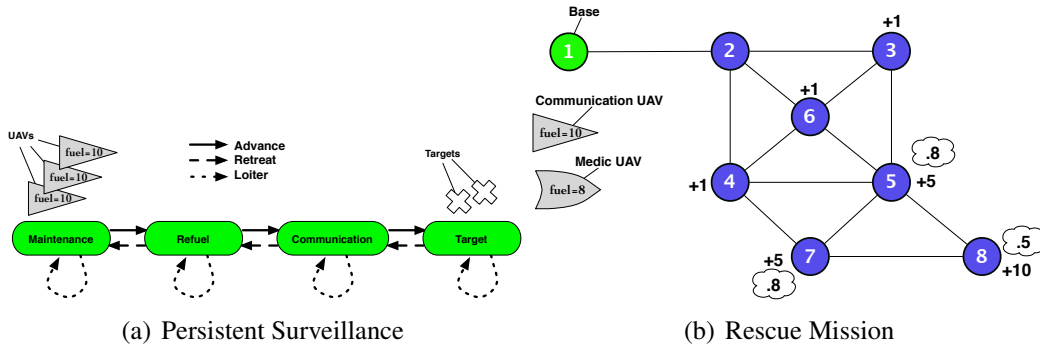 UAVs
fuel=10
fuel=10
fuel=10
Advance
Retreat
Loiter
Targets
Maintenance
Refuel
Communication
Target
(a) Persistent Surveillance
Base
1
2
+1
3
Communication UAV
fuel=10
+1
6
Medic UAV
fuel=8
+1
4
.8
5
+5
+5
7
.8
8
.5
+10
(b) Rescue Mission